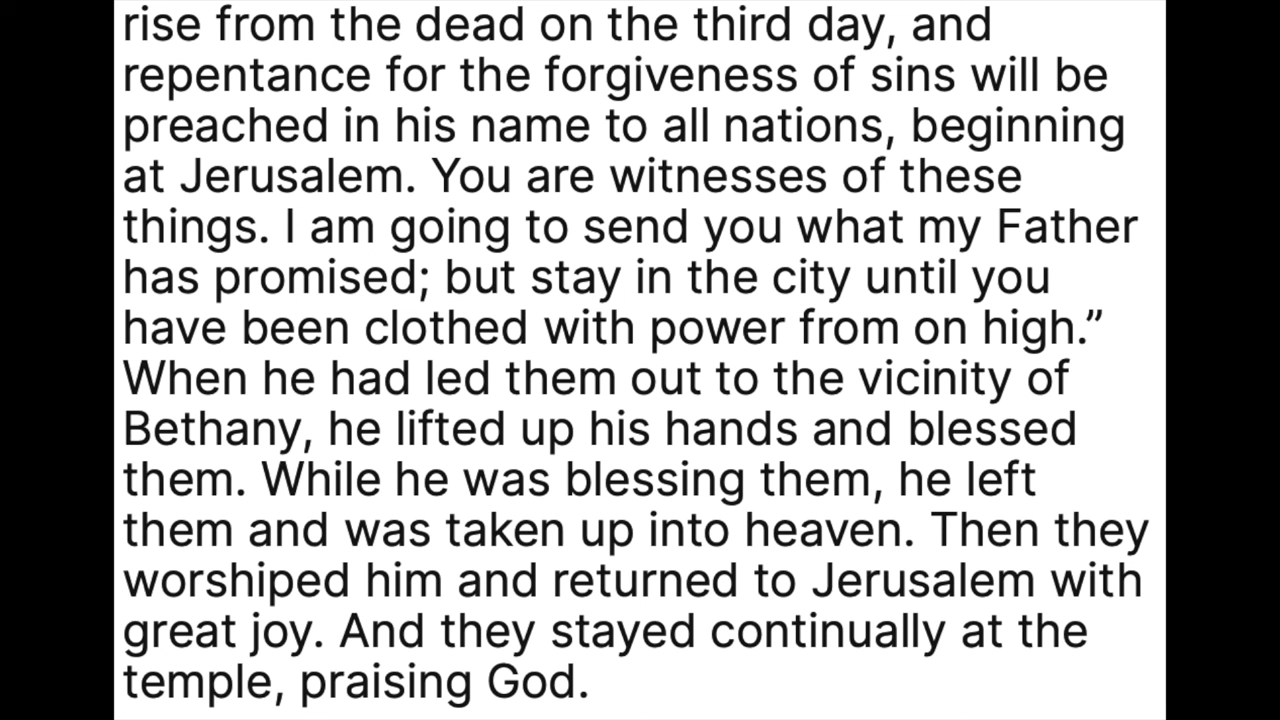 rise from the dead on the third day, and
repentance for the forgiveness of sins will be
preached in his name to all nations, beginning
at Jerusalem. You are witnesses of these
things. I am going to send you what my Father
has promised; but stay in the city until you
have been clothed with power from on high.”
When he had led them out to the vicinity of
Bethany, he lifted up his hands and blessed
them. While he was blessing them, he left
them and was taken up into heaven. Then they
worshiped him and returned to Jerusalem with
great joy. And they stayed continually at the
temple, praising God.